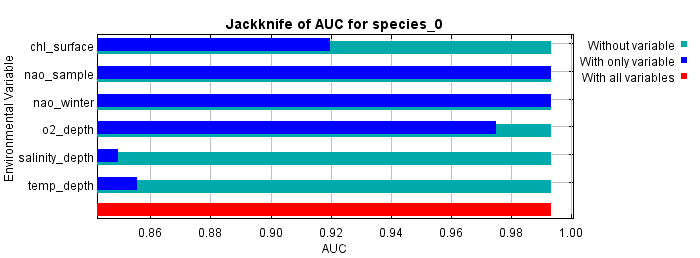 Jackknife of AUC for species_0
Environmental Variable
chl_surface
nao_sample
nao_winter
o2_depth
salinity_depth
temp_depth
0.86 0.88 0.90 0.92 0.94 0.96 0.98 1.00
AUC
Without variable
With only variable
With all variables